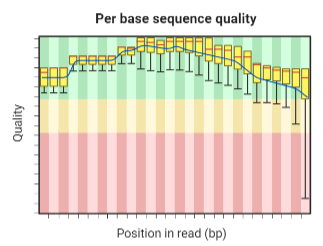 Per base sequence quality
Quality
Position in read (bp)